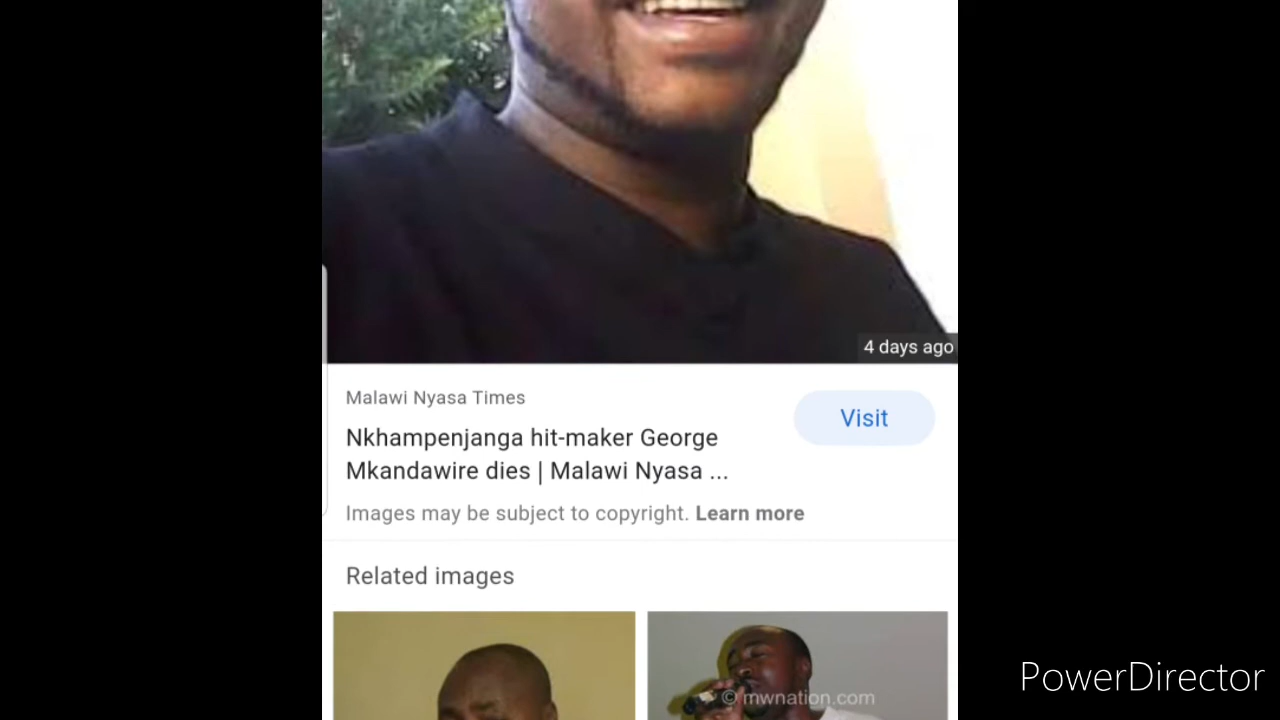 4 days ago
Malawi Nyasa Times
Visit
Nkhampenjanga hit-maker George
Mkandawire dies | Malawi Nyasa ...
Images may be subject to copyright. Learn more
Related images
© mwnation.com
PowerDirector